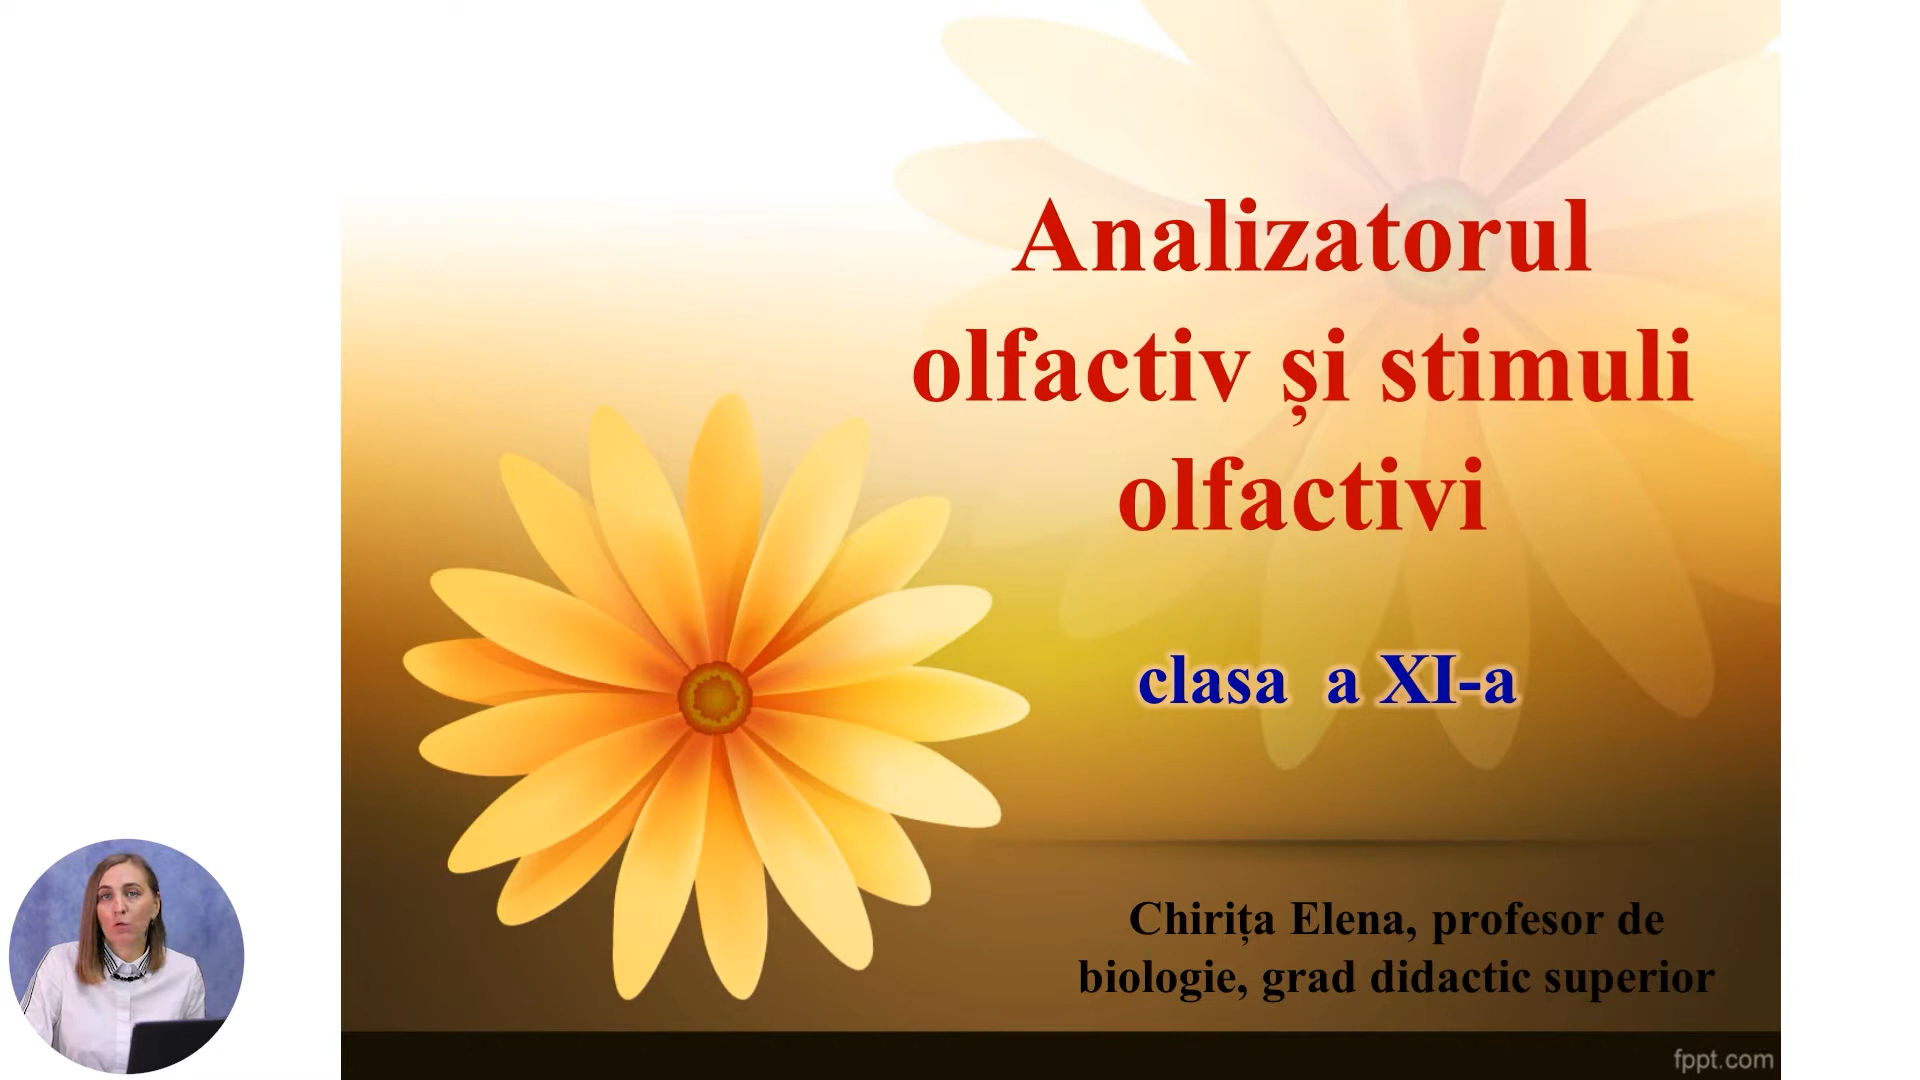 Analizatorul
olfactiv și stimuli
olfactivi
clasa a XI-a
Chirița Elena, profesor de
biologie, grad didactic superior
fppt.com